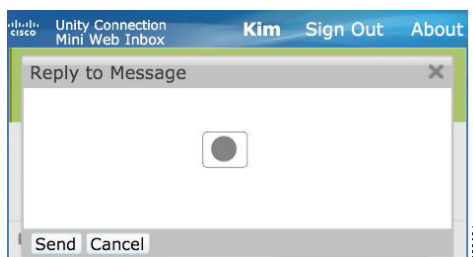 cisco
Unity Connection
Mini Web Inbox
Kim Sign Out About
Reply to Message
Send Cancel